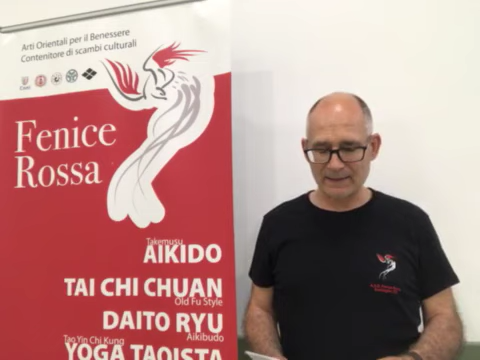 Arti Orientali per il Benessere
Contenitore di scambi culturali
Fenice
Rossa
Takemusu
AIKIDO
TAI CHI CHUAN
Old Fu Style
DAITO RYU
Aikibudo
Tao Yin Chi Kung
YOGA TAOISTA